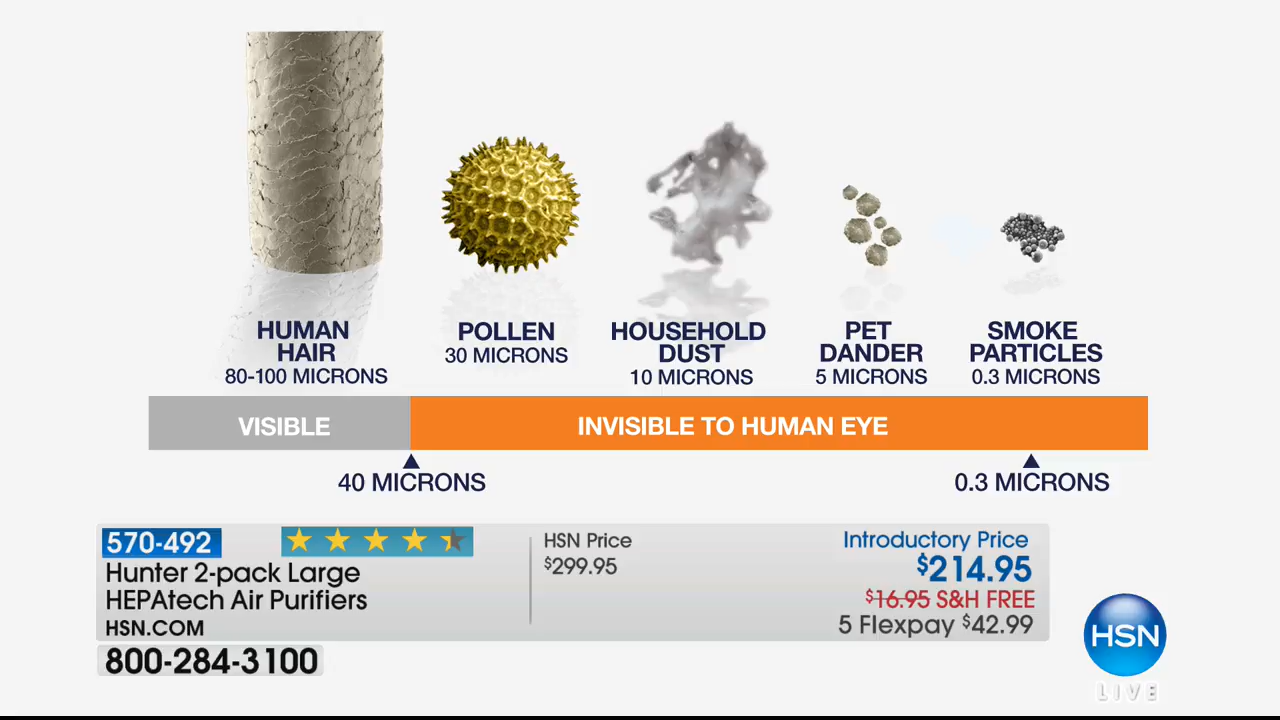 HUMAN
HAIR
80-100 MICRONS
POLLEN
30 MICRONS
HOUSEHOLD
DUST
10 MICRONS
PET
DANDER
5 MICRONS
SMOKE
PARTICLES
0.3 MICRONS
VISIBLE
INVISIBLE TO HUMAN EYE
40 MICRONS
0.3 MICRONS
570-492
Hunter 2-pack Large
HEPAtech Air Purifiers
HSN.COM
800-284-3100
HSN Price
$299.95
Introductory Price
$214.95
$16.95 S&H FREE
5 Flexpay $42.99
HSN
LIVE